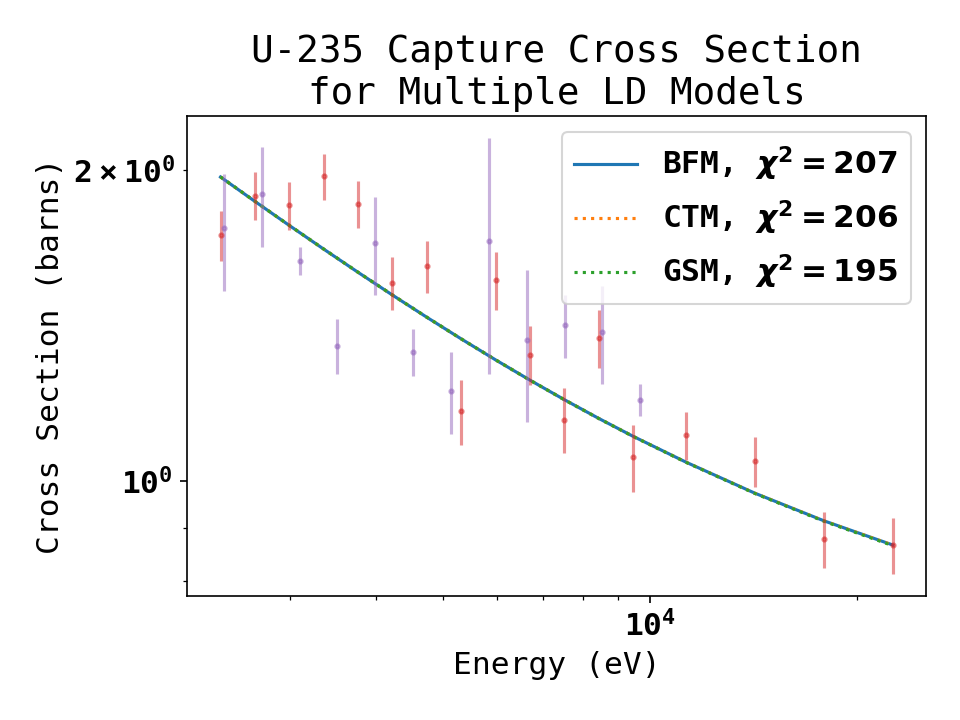 U-235 Capture Cross Section
for Multiple LD Models
BFM, χ² = 207
CTM, χ² = 206
GSM, χ² = 195
Cross Section (barns)
2 × 10⁰
10⁰
10⁴
Energy (eV)